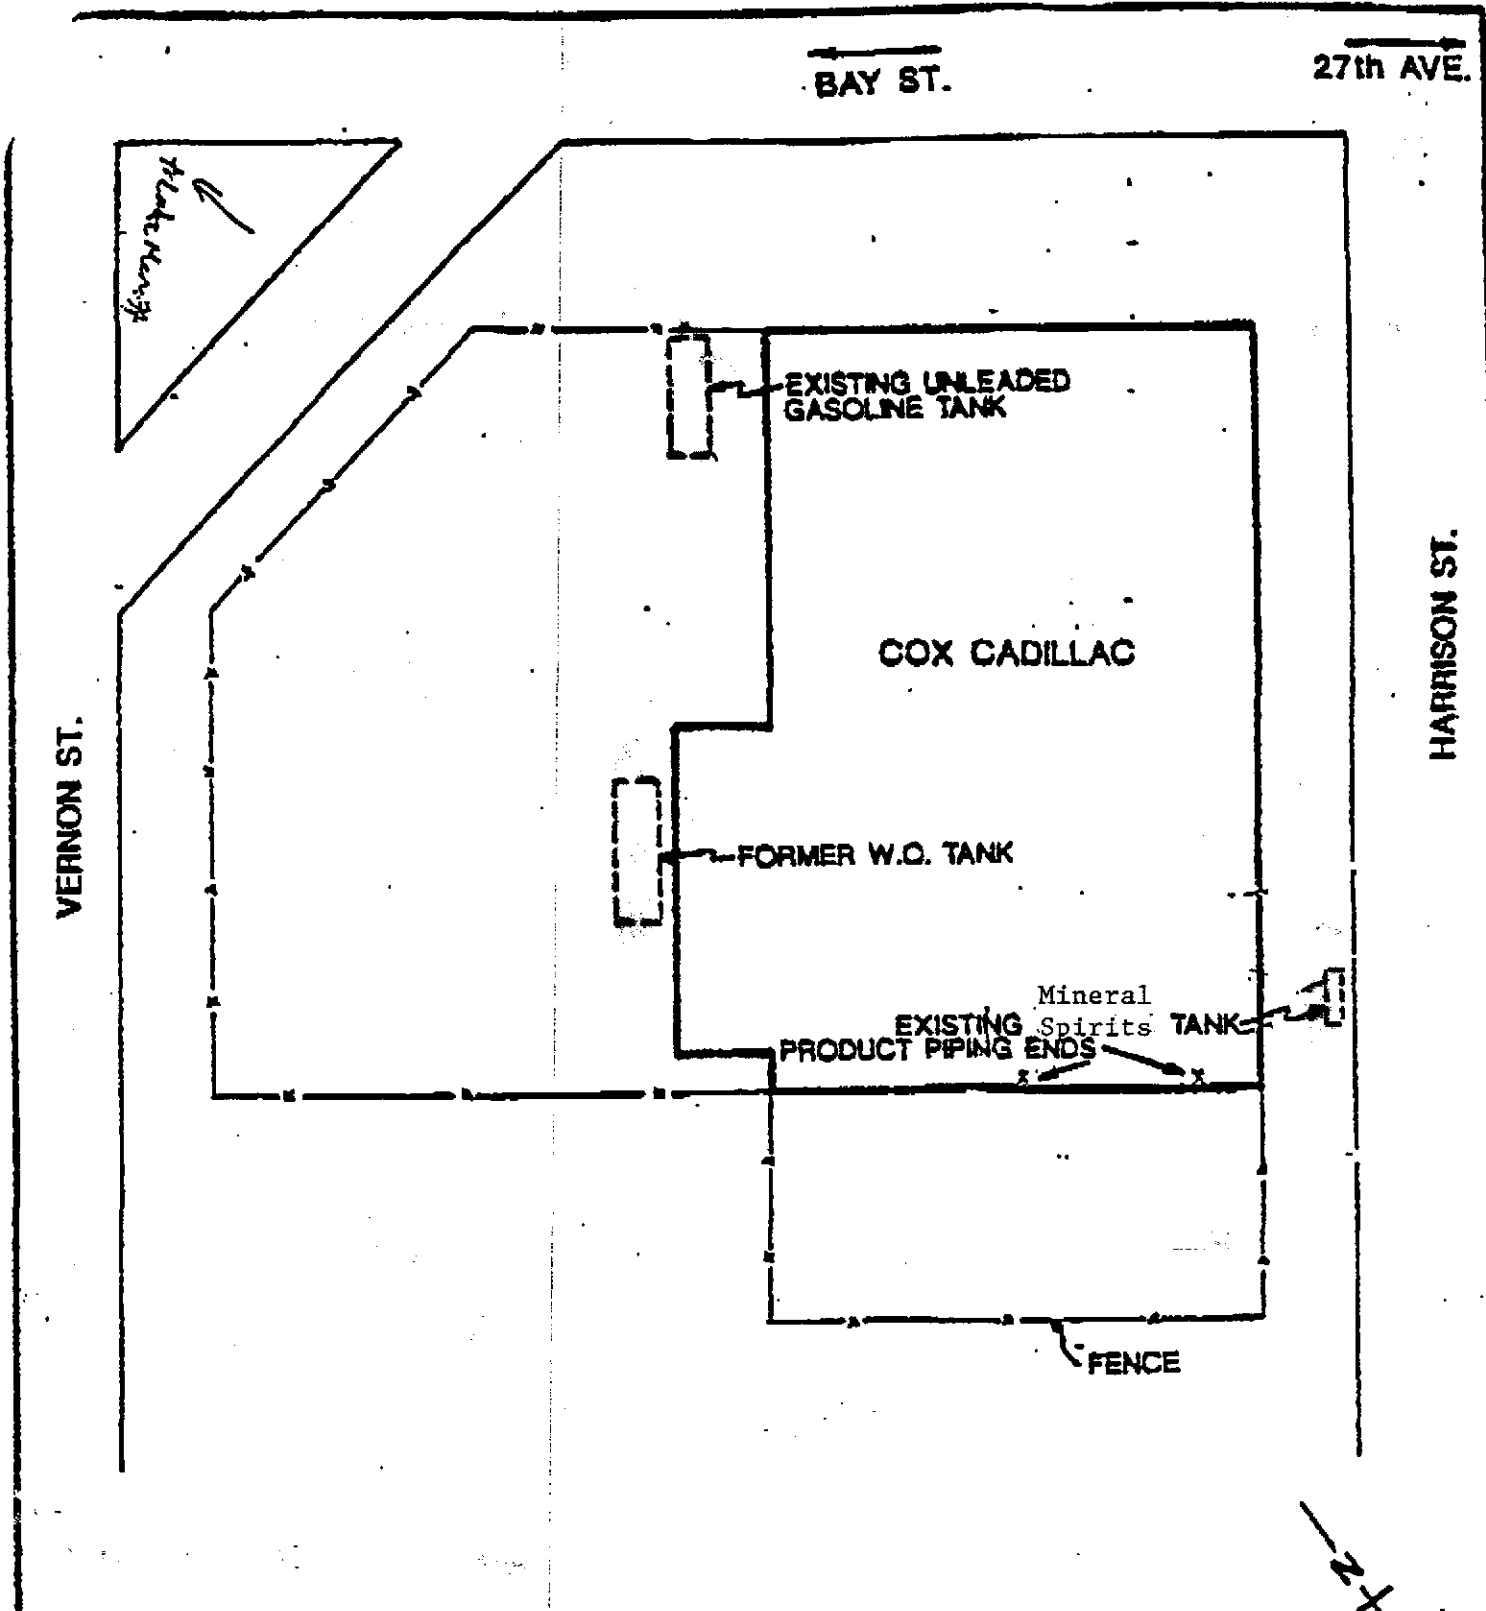 BAY ST.
27th AVE.
EXISTING UNLEADED
GASOLINE TANK
COX CADILLAC
HARRISON ST.
VERNON ST.
FORMER W.O. TANK
Mineral
EXISTING Spirits TANK
PRODUCT PIPING ENDS
X X
FENCE
N